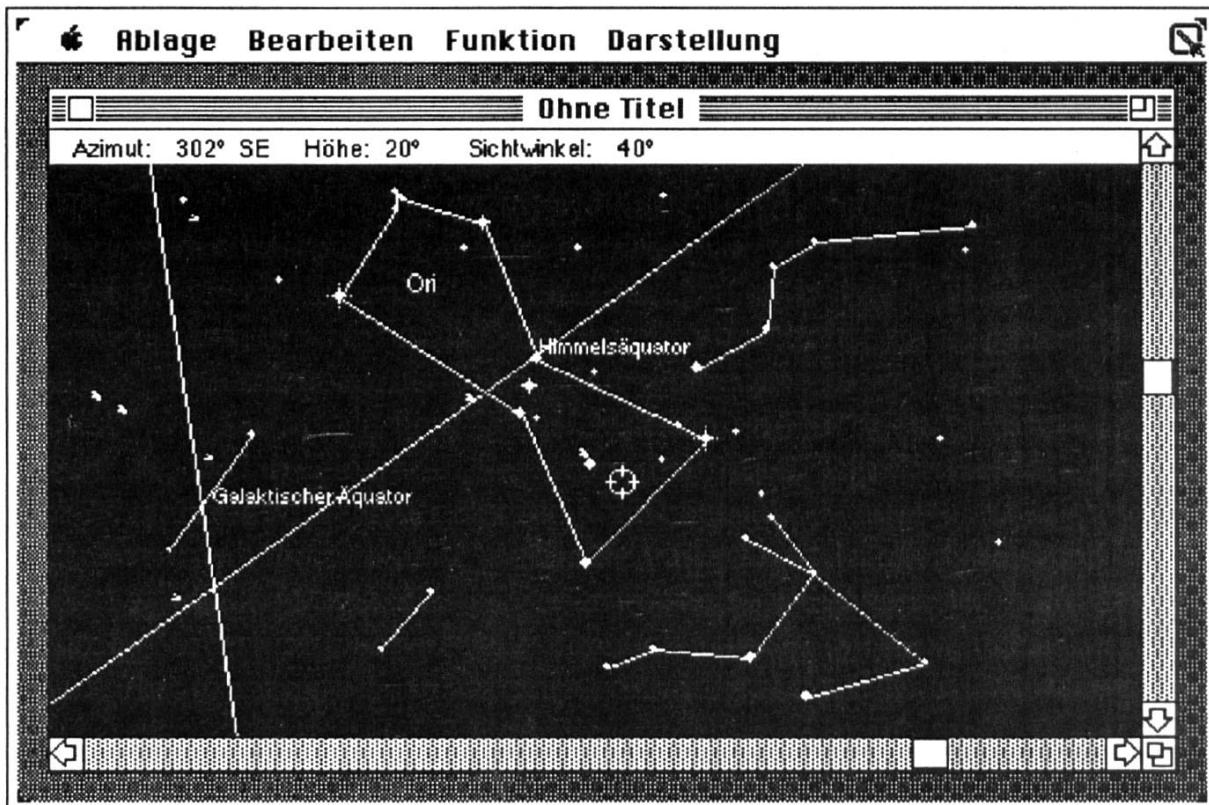 Ablage Bearbeiten Funktion Darstellung
Ohne Titel
Azimut: 302° SE Höhe: 20° Sichtwinkel: 40°
Ori
Himmelsäquator
Galaktischer Äquator